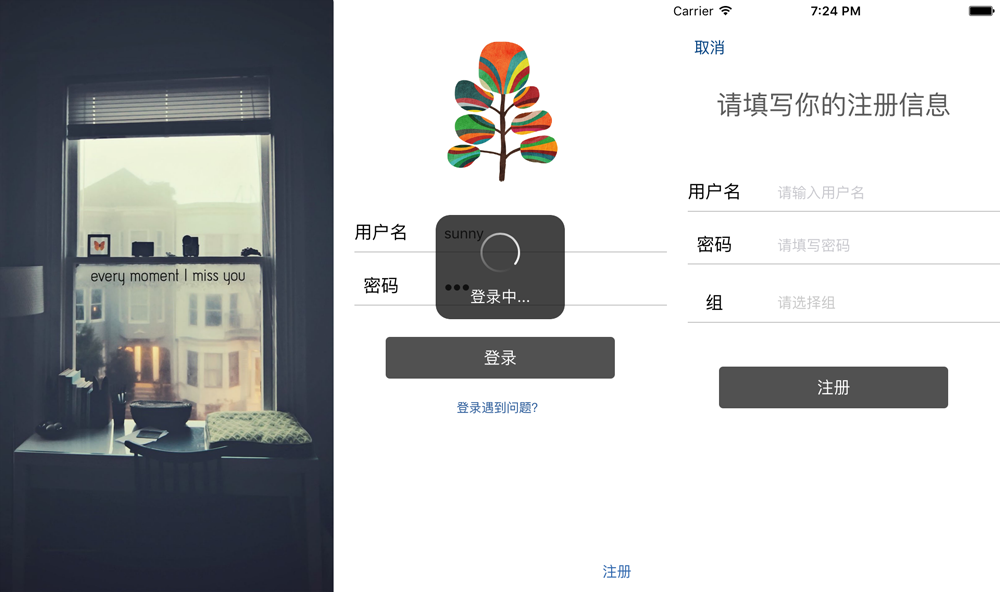 every moment I miss you
用户名
sunny
密码
●●●
登录中...
登录
登录遇到问题?
注册
Carrier
7:24 PM
取消
请填写你的注册信息
用户名
请输入用户名
密码
请填写密码
组
请选择组
注册